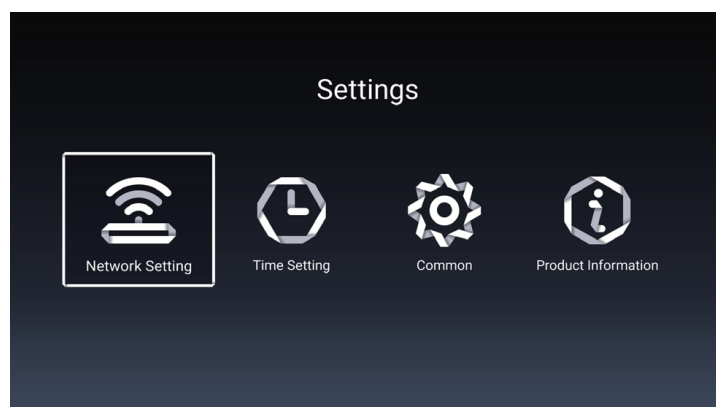 Settings
Network Setting
Time Setting
Common
Product Information